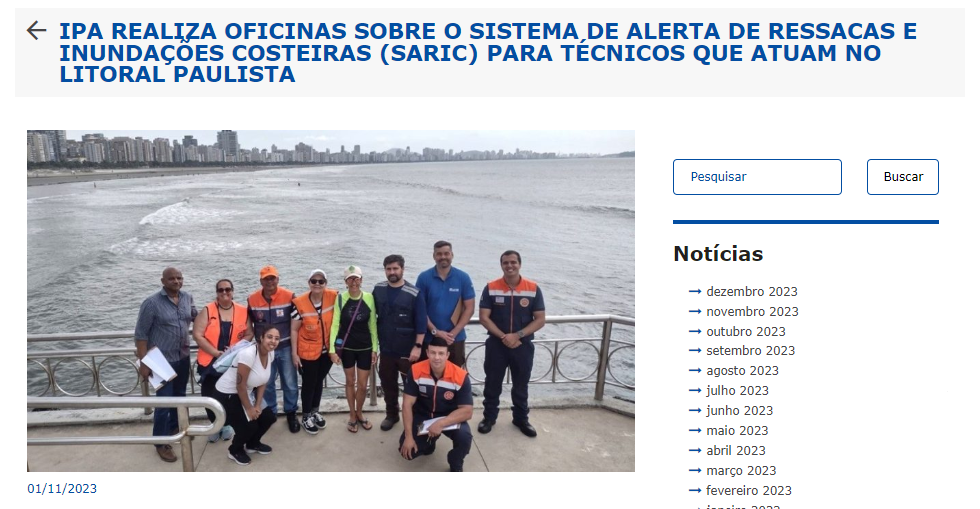 IPA REALIZA OFICINAS SOBRE O SISTEMA DE ALERTA DE RESSACAS E
INUNDAÇÕES COSTEIRAS (SARIC) PARA TÉCNICOS QUE ATUAM NO
LITORAL PAULISTA
Pesquisar
Buscar
Notícias
dezembro 2023
novembro 2023
outubro 2023
setembro 2023
agosto 2023
julho 2023
junho 2023
maio 2023
abril 2023
março 2023
fevereiro 2023
janeiro 2023
01/11/2023